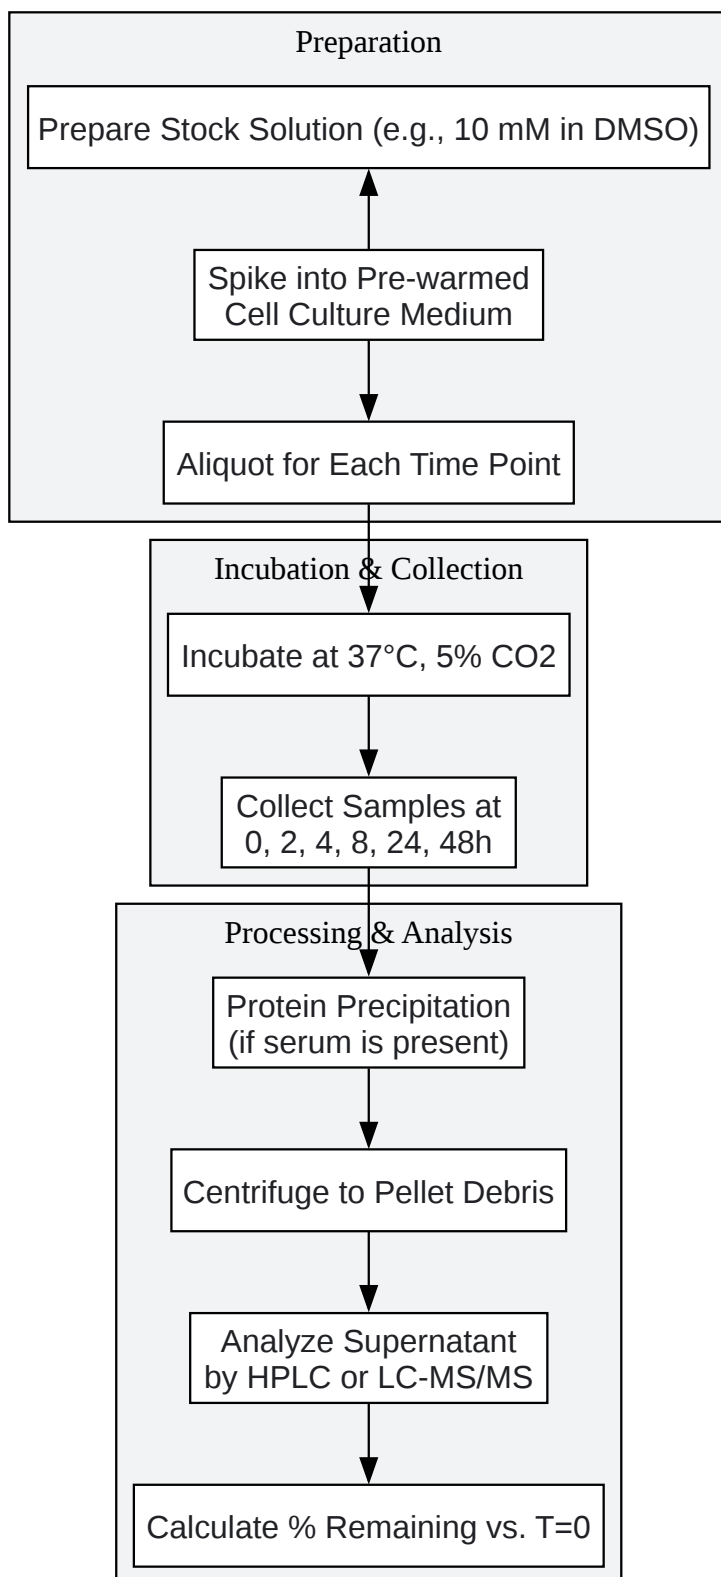 Preparation
Prepare Stock Solution (e.g., 10 mM in DMSO)
Spike into Pre-warmed
Cell Culture Medium
Aliquot for Each Time Point
Incubation & Collection
Incubate at 37°C, 5% CO2
Collect Samples at
0, 2, 4, 8, 24, 48h
Processing & Analysis
Protein Precipitation
(if serum is present)
Centrifuge to Pellet Debris
Analyze Supernatant
by HPLC or LC-MS/MS
Calculate % Remaining vs. T=0